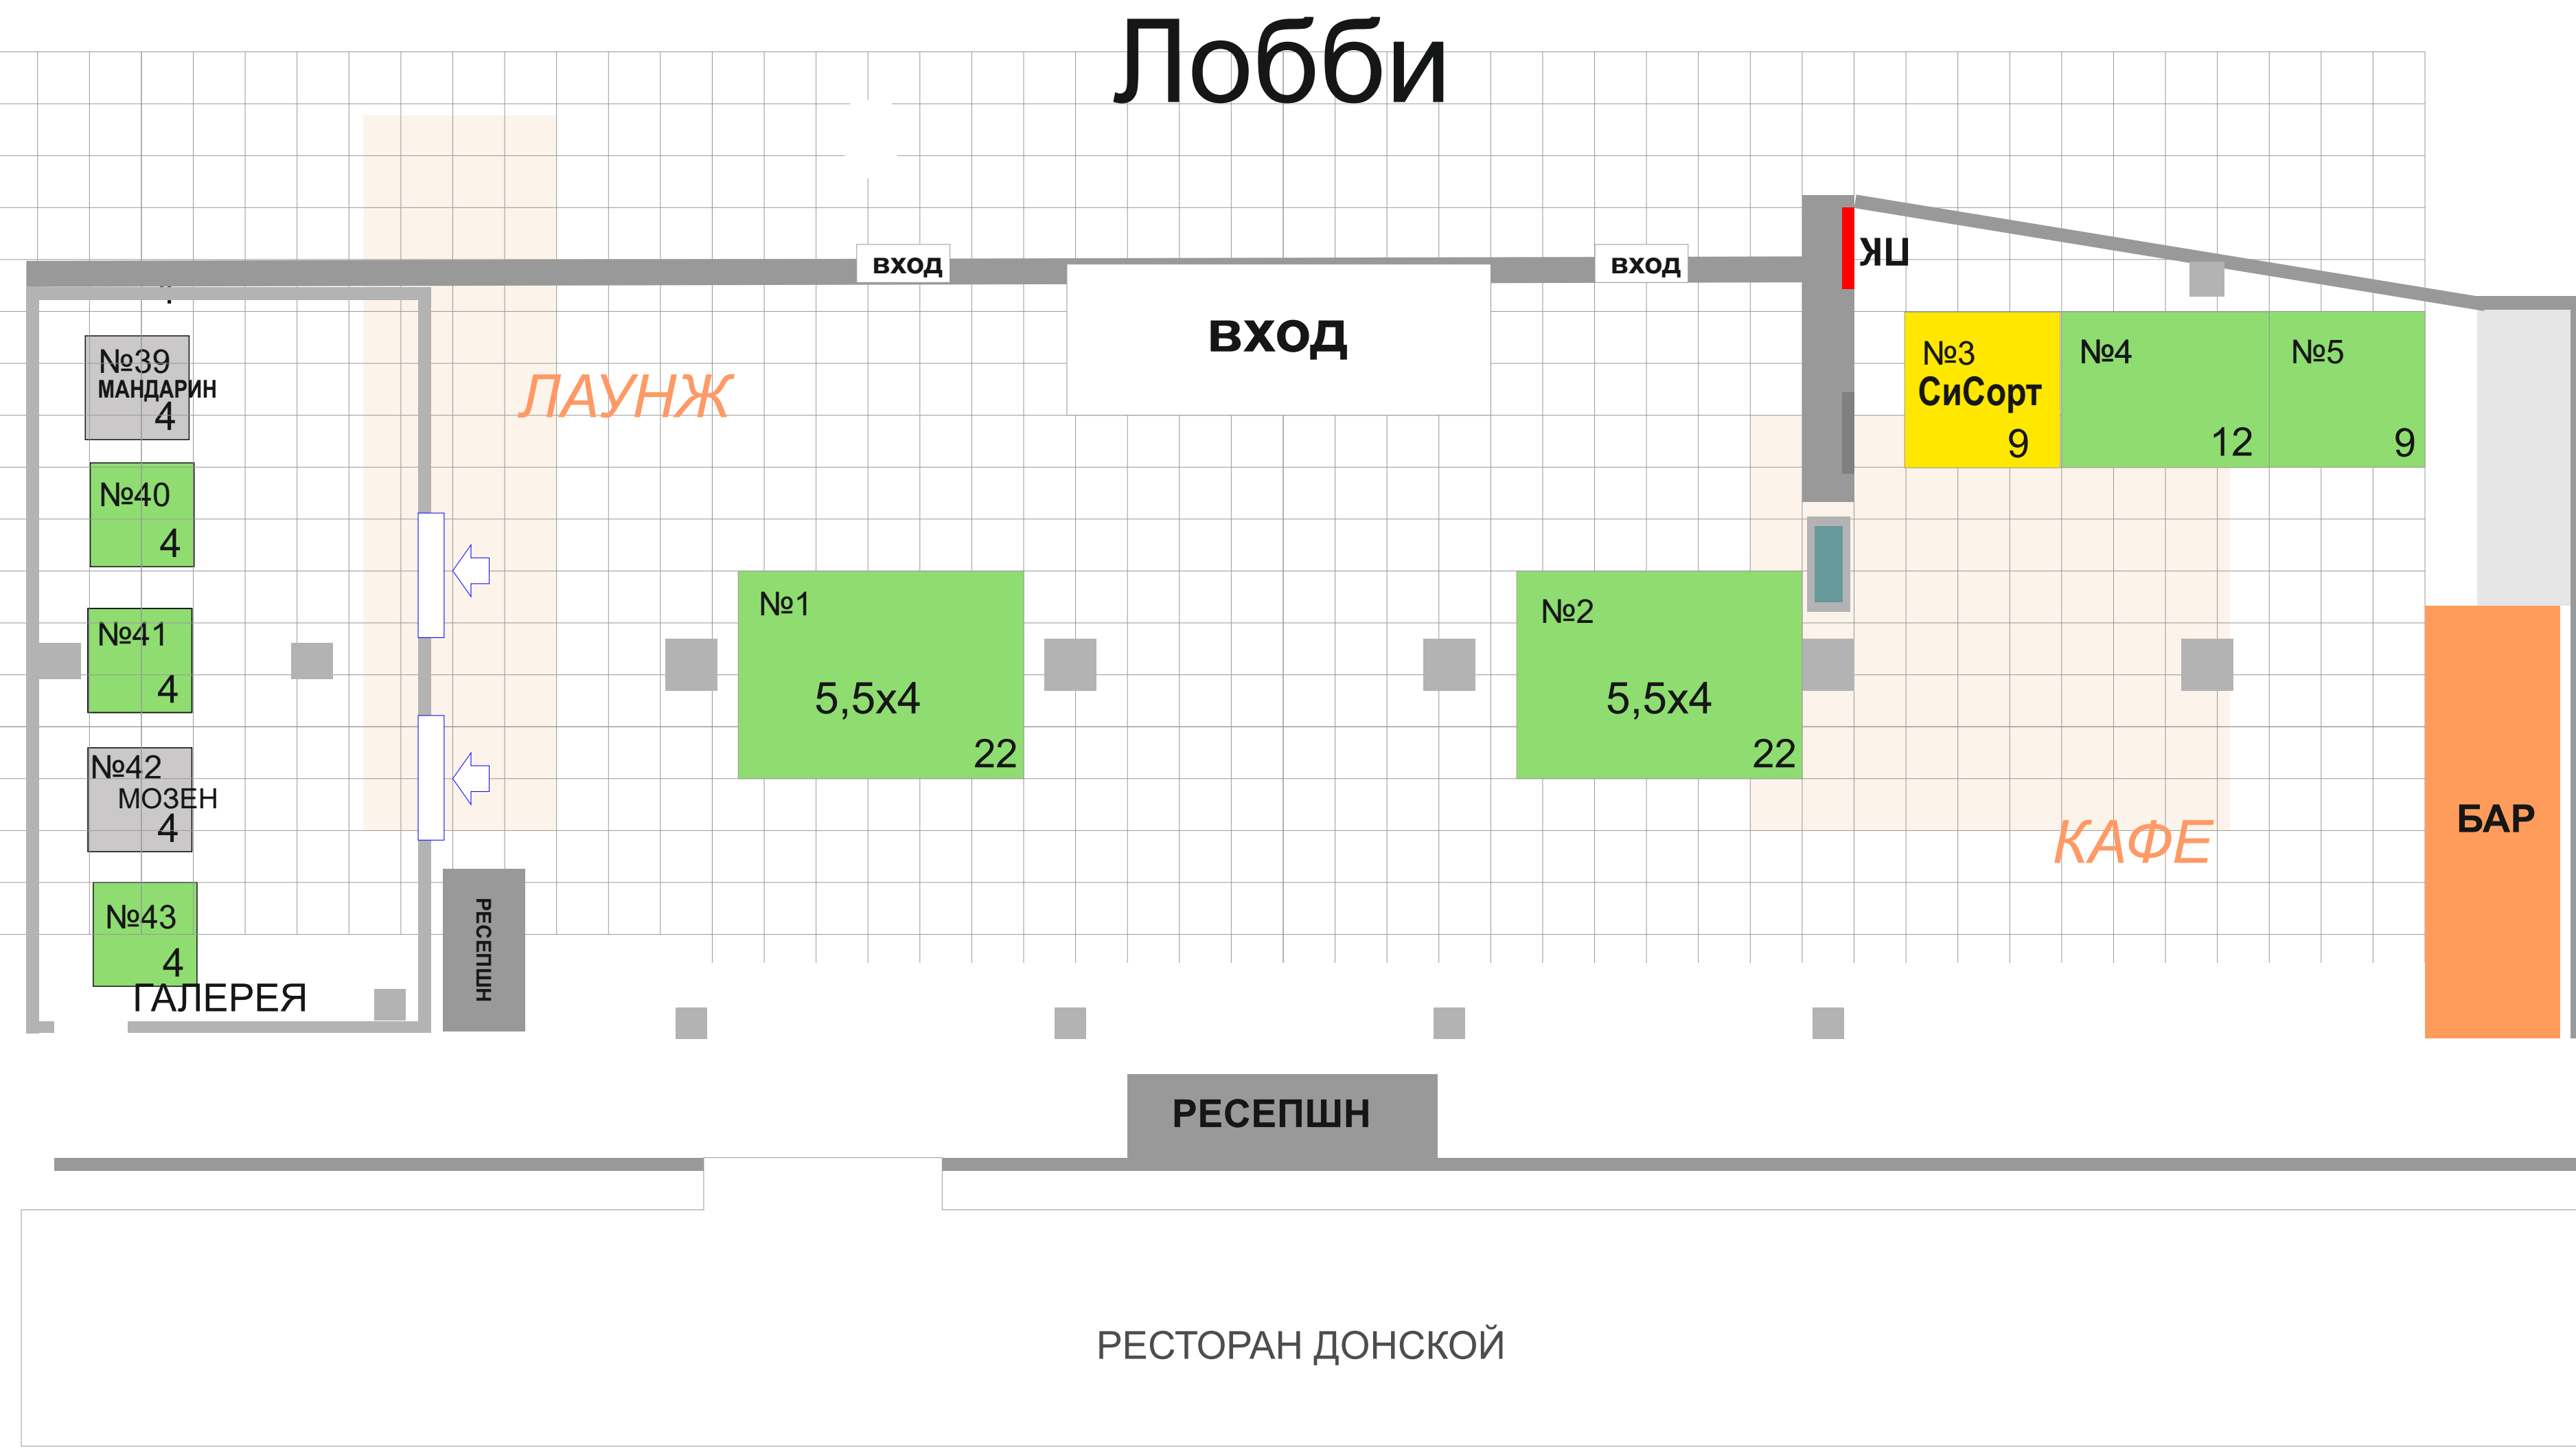 Лобби
вход
вход
вход
ПК
№39
МАНДАРИН
4
№40
4
№41
4
№42
МОЗЕН
4
№43
4
ГАЛЕРЕЯ
ЛАУНЖ
РЕСЕПШН
№1
5,5х4
22
№2
5,5х4
22
№3
СиСорт
9
№4
12
№5
9
КАФЕ
БАР
РЕСЕПШН
РЕСТОРАН ДОНСКОЙ